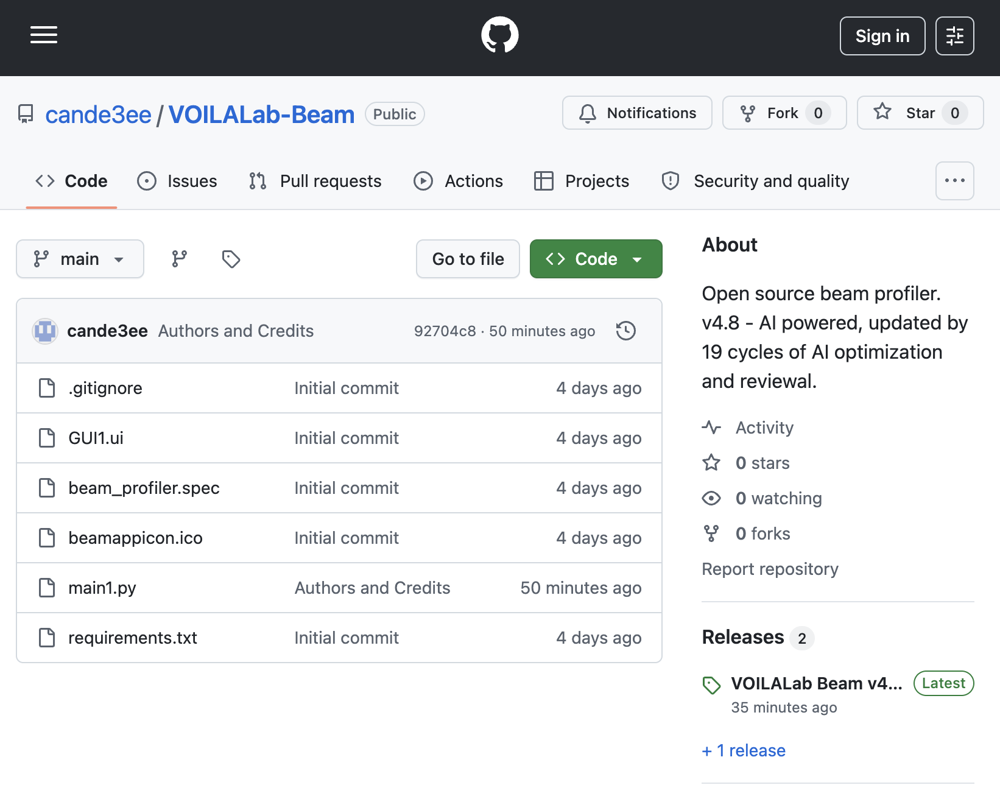 Sign in
cande3ee / VOILALab-Beam Public
Notifications Fork 0 Star 0
Code Issues Pull requests Actions Projects Security and quality
main Go to file Code
cande3ee Authors and Credits 92704c8 · 50 minutes ago
.gitignore Initial commit 4 days ago
GUI1.ui Initial commit 4 days ago
beam_profiler.spec Initial commit 4 days ago
beamappicon.ico Initial commit 4 days ago
main1.py Authors and Credits 50 minutes ago
requirements.txt Initial commit 4 days ago
About
Open source beam profiler.
v4.8 - AI powered, updated by
19 cycles of AI optimization
and reviewal.
Activity
0 stars
0 watching
0 forks
Report repository
Releases 2
VOILALab Beam v4... Latest
35 minutes ago
+ 1 release